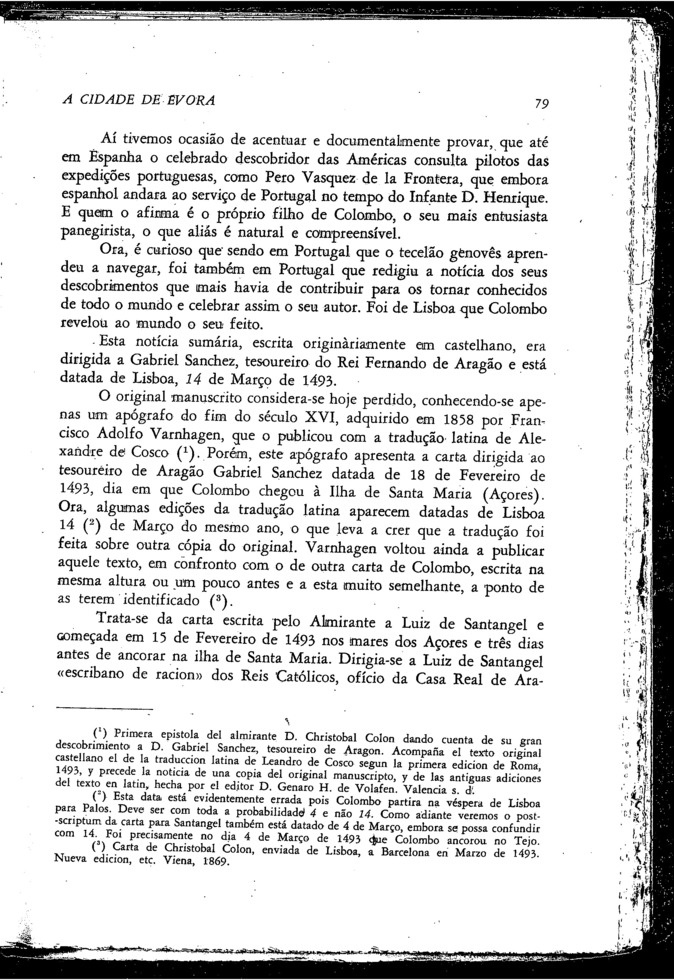 A CIDADE DE ÉVORA
79
Aí tivemos ocasião de acentuar e documentalmente provar, que até
em Espanha o celebrado descobridor das Américas consulta pilotos das
expedições portuguesas, como Pero Vasquez de la Frontera, que embora
espanhol andara ao serviço de Portugal no tempo do Infante D. Henrique.
E quem o afirma é o próprio filho de Colombo, o seu mais entusiasta
panegirista, o que aliás é natural e compreensível.
Ora, é curioso que sendo em Portugal que o tecelão genovês apren-
deu a navegar, foi também em Portugal que redigiu a notícia dos seus
descobrimentos que mais havia de contribuir para os tornar conhecidos
de todo o mundo e celebrar assim o seu autor. Foi de Lisboa que Colombo
revelou ao mundo o seu feito.
Esta notícia sumária, escrita originàriamente em castelhano, era
dirigida a Gabriel Sanchez, tesoureiro do Rei Fernando de Aragão e está
datada de Lisboa, 14 de Março de 1493.
O original manuscrito considera-se hoje perdido, conhecendo-se ape-
nas um apógrafo do fim do século XVI, adquirido em 1858 por Fran-
cisco Adolfo Varnhagen, que o publicou com a tradução latina de Ale-
xandre de Cosco (¹). Porém, este apógrafo apresenta a carta dirigida ao
tesoureiro de Aragão Gabriel Sanchez datada de 18 de Fevereiro de
1493, dia em que Colombo chegou à Ilha de Santa Maria (Açores).
Ora, algumas edições da tradução latina aparecem datadas de Lisboa
14 (²) de Março do mesmo ano, o que leva a crer que a tradução foi
feita sobre outra cópia do original. Varnhagen voltou ainda a publicar
aquele texto, em confronto com o de outra carta de Colombo, escrita na
mesma altura ou um pouco antes e a esta muito semelhante, a ponto de
as terem identificado (³).
Trata-se da carta escrita pelo Almirante a Luiz de Santangel e
começada em 15 de Fevereiro de 1493 nos mares dos Açores e três dias
antes de ancorar na ilha de Santa Maria. Dirigia-se a Luiz de Santangel
«escribano de racion» dos Reis Católicos, ofício da Casa Real de Ara-
(¹) Primera epistola del almirante D. Christobal Colon dando cuenta de su gran
descobrimiento a D. Gabriel Sanchez, tesoureiro de Aragon. Acompaña el texto original
castellano el de la traduccion latina de Leandro de Cosco segun la primera edicion de Roma,
1493, y precede la noticia de una copia del original manuscripto, y de las antiguas adiciones
del texto en latin, hecha por el editor D. Genaro H. de Volafen. Valencia s. d.
(²) Esta data está evidentemente errada pois Colombo partira na véspera de Lisboa
para Palos. Deve ser com toda a probabilidade 4 e não 14. Como adiante veremos o post-
-scriptum da carta para Santangel também está datado de 4 de Março, embora se possa confundir
com 14. Foi precisamente no dia 4 de Março de 1493 que Colombo ancorou no Tejo.
(³) Carta de Christobal Colon, enviada de Lisboa, a Barcelona en Marzo de 1493.
Nueva edicion, etc. Viena, 1869.